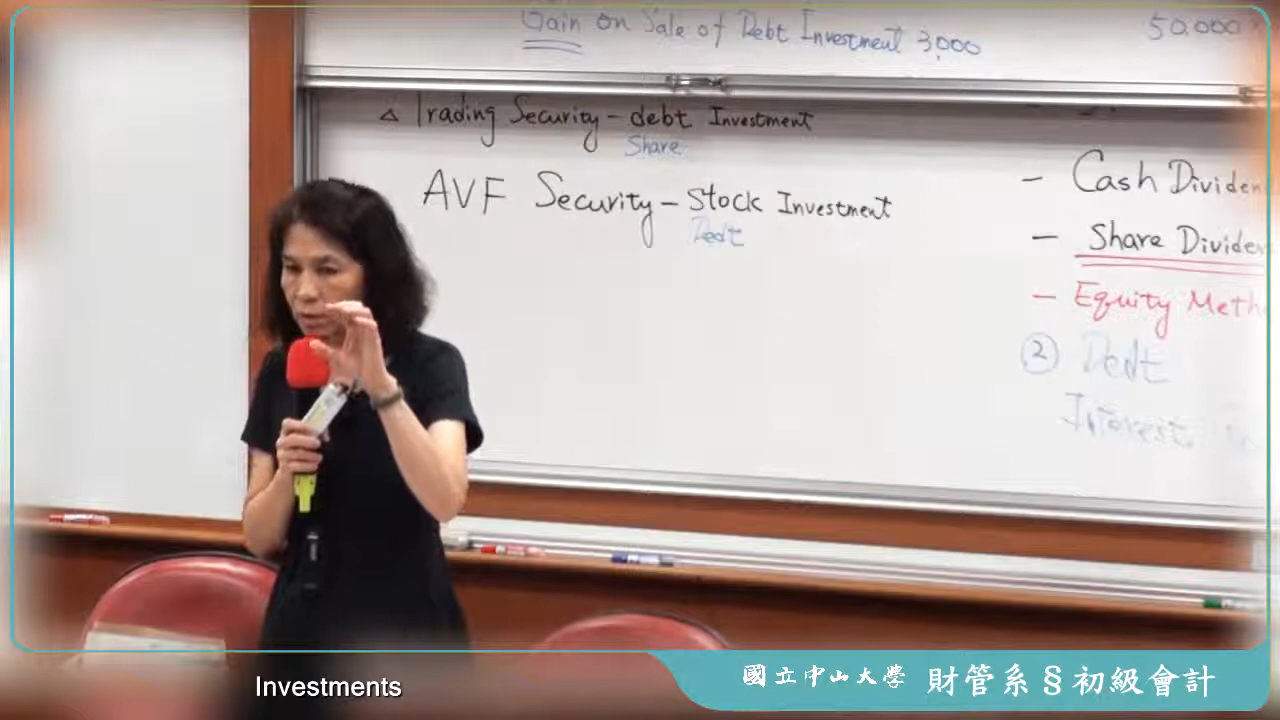 Gain on Sale of Debt Investment 3,000
50,000
△ Trading Security - debt Investment
Share
AVF Security - Stock Investment
Debt
- Cash Dividen
- Share Dividen
- Equity Meth
② Debt
Interest
Investments
國立中山大學 財管系§初級會計